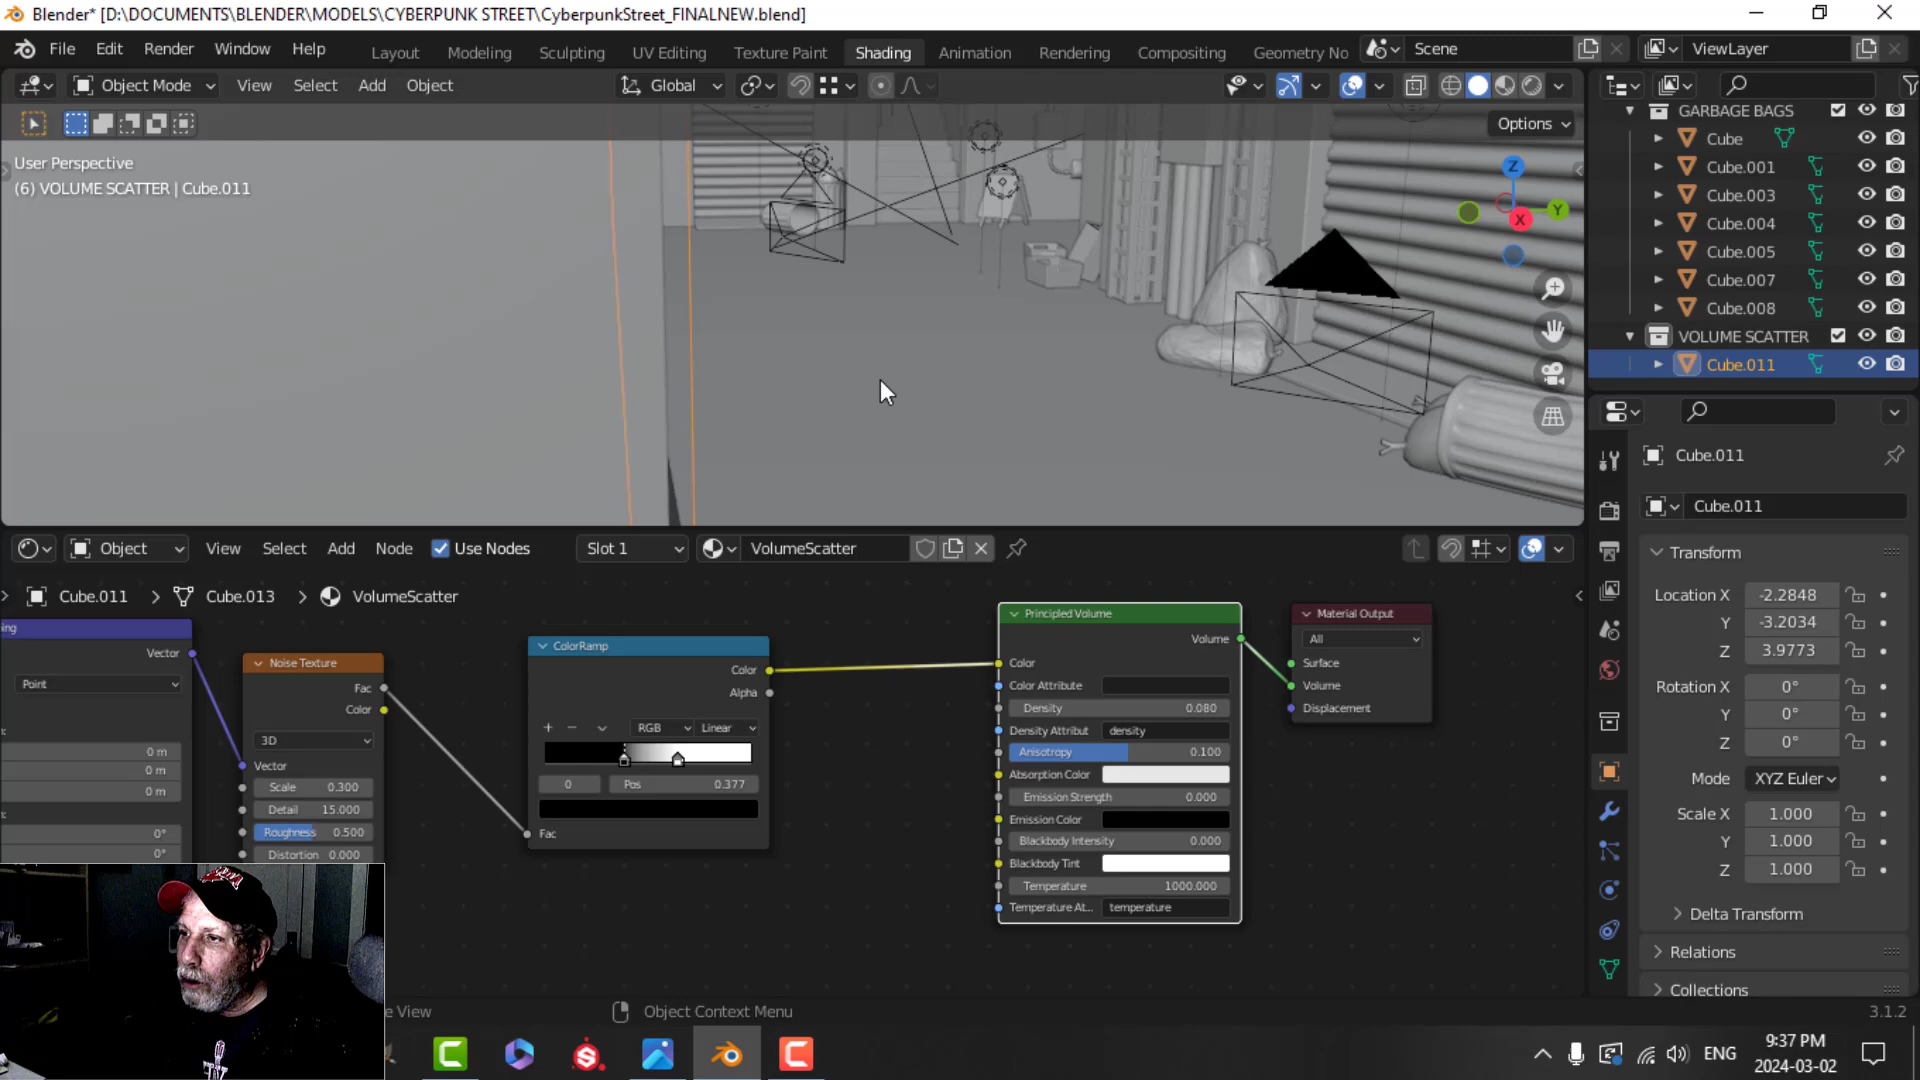 Blender* [D:\DOCUMENTS\BLENDER\MODELS\CYBERPUNK STREET\CyberpunkStreet_FINALNEW.blend]
File Edit Render Window Help Layout Modeling Sculpting UV Editing Texture Paint Shading Animation Rendering Compositing Geometry No Scene ViewLayer
Object Mode View Select Add Object Global
Options
User Perspective
(6) VOLUME SCATTER | Cube.011
Z
Y
X
GARBAGE BAGS
Cube
Cube.001
Cube.003
Cube.004
Cube.005
Cube.007
Cube.008
VOLUME SCATTER
Cube.011
Cube.011
Cube.011
Transform
Location X -2.2848
Y -3.2034
Z 3.9773
Rotation X 0°
Y 0°
Z 0°
Mode XYZ Euler
Scale X 1.000
Y 1.000
Z 1.000
Delta Transform
Relations
Collections
Object View Select Add Node Use Nodes Slot 1 VolumeScatter
Cube.011 > Cube.013 > VolumeScatter
ing
Vector
Point
0 m
0 m
0 m
0°
0°
Noise Texture
Fac
Color
3D
Vector
Scale 0.300
Detail 15.000
Roughness 0.500
Distortion 0.000
ColorRamp
Color
Alpha
RGB Linear
0 Pos 0.377
Fac
Principled Volume
Volume
Color
Color Attribute
Density 0.080
Density Attribut density
Anisotropy 0.100
Absorption Color
Emission Strength 0.000
Emission Color
Blackbody Intensity 0.000
Blackbody Tint
Temperature 1000.000
Temperature At.. temperature
Material Output
All
Surface
Volume
Displacement
e View Object Context Menu 3.1.2
ENG 9:37 PM
2024-03-02